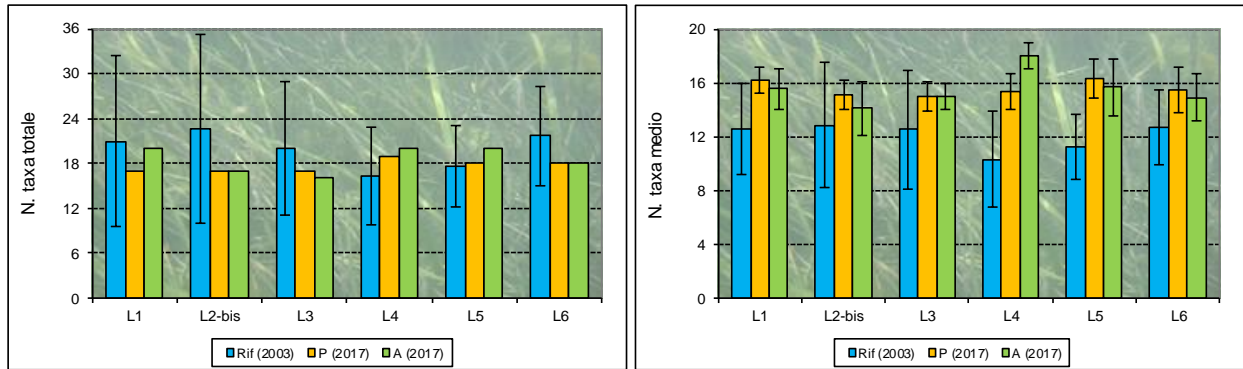 N. taxa totale
36
30
24
18
12
6
0
L1 L2-bis L3 L4 L5 L6
Rif (2003) P (2017) A (2017)
N. taxa medio
20
16
12
8
4
0
L1 L2-bis L3 L4 L5 L6
Rif (2003) P (2017) A (2017)